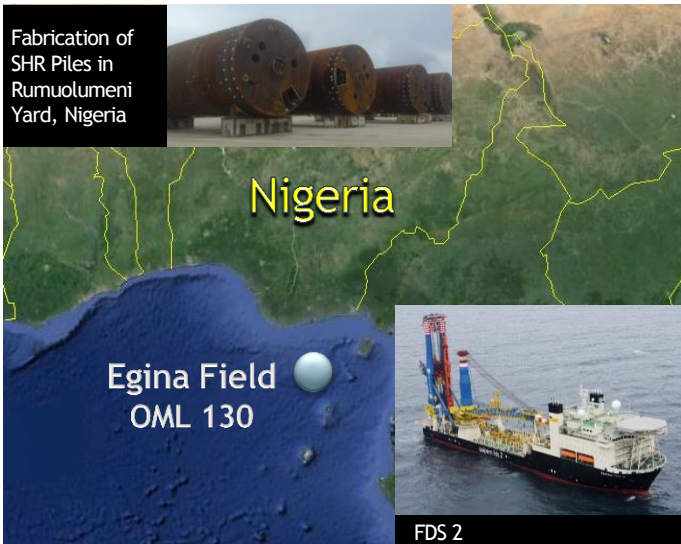 Fabrication of
SHR Piles in
Rumuolumeni
Yard, Nigeria
Nigeria
Egina Field
OML 130
FDS 2